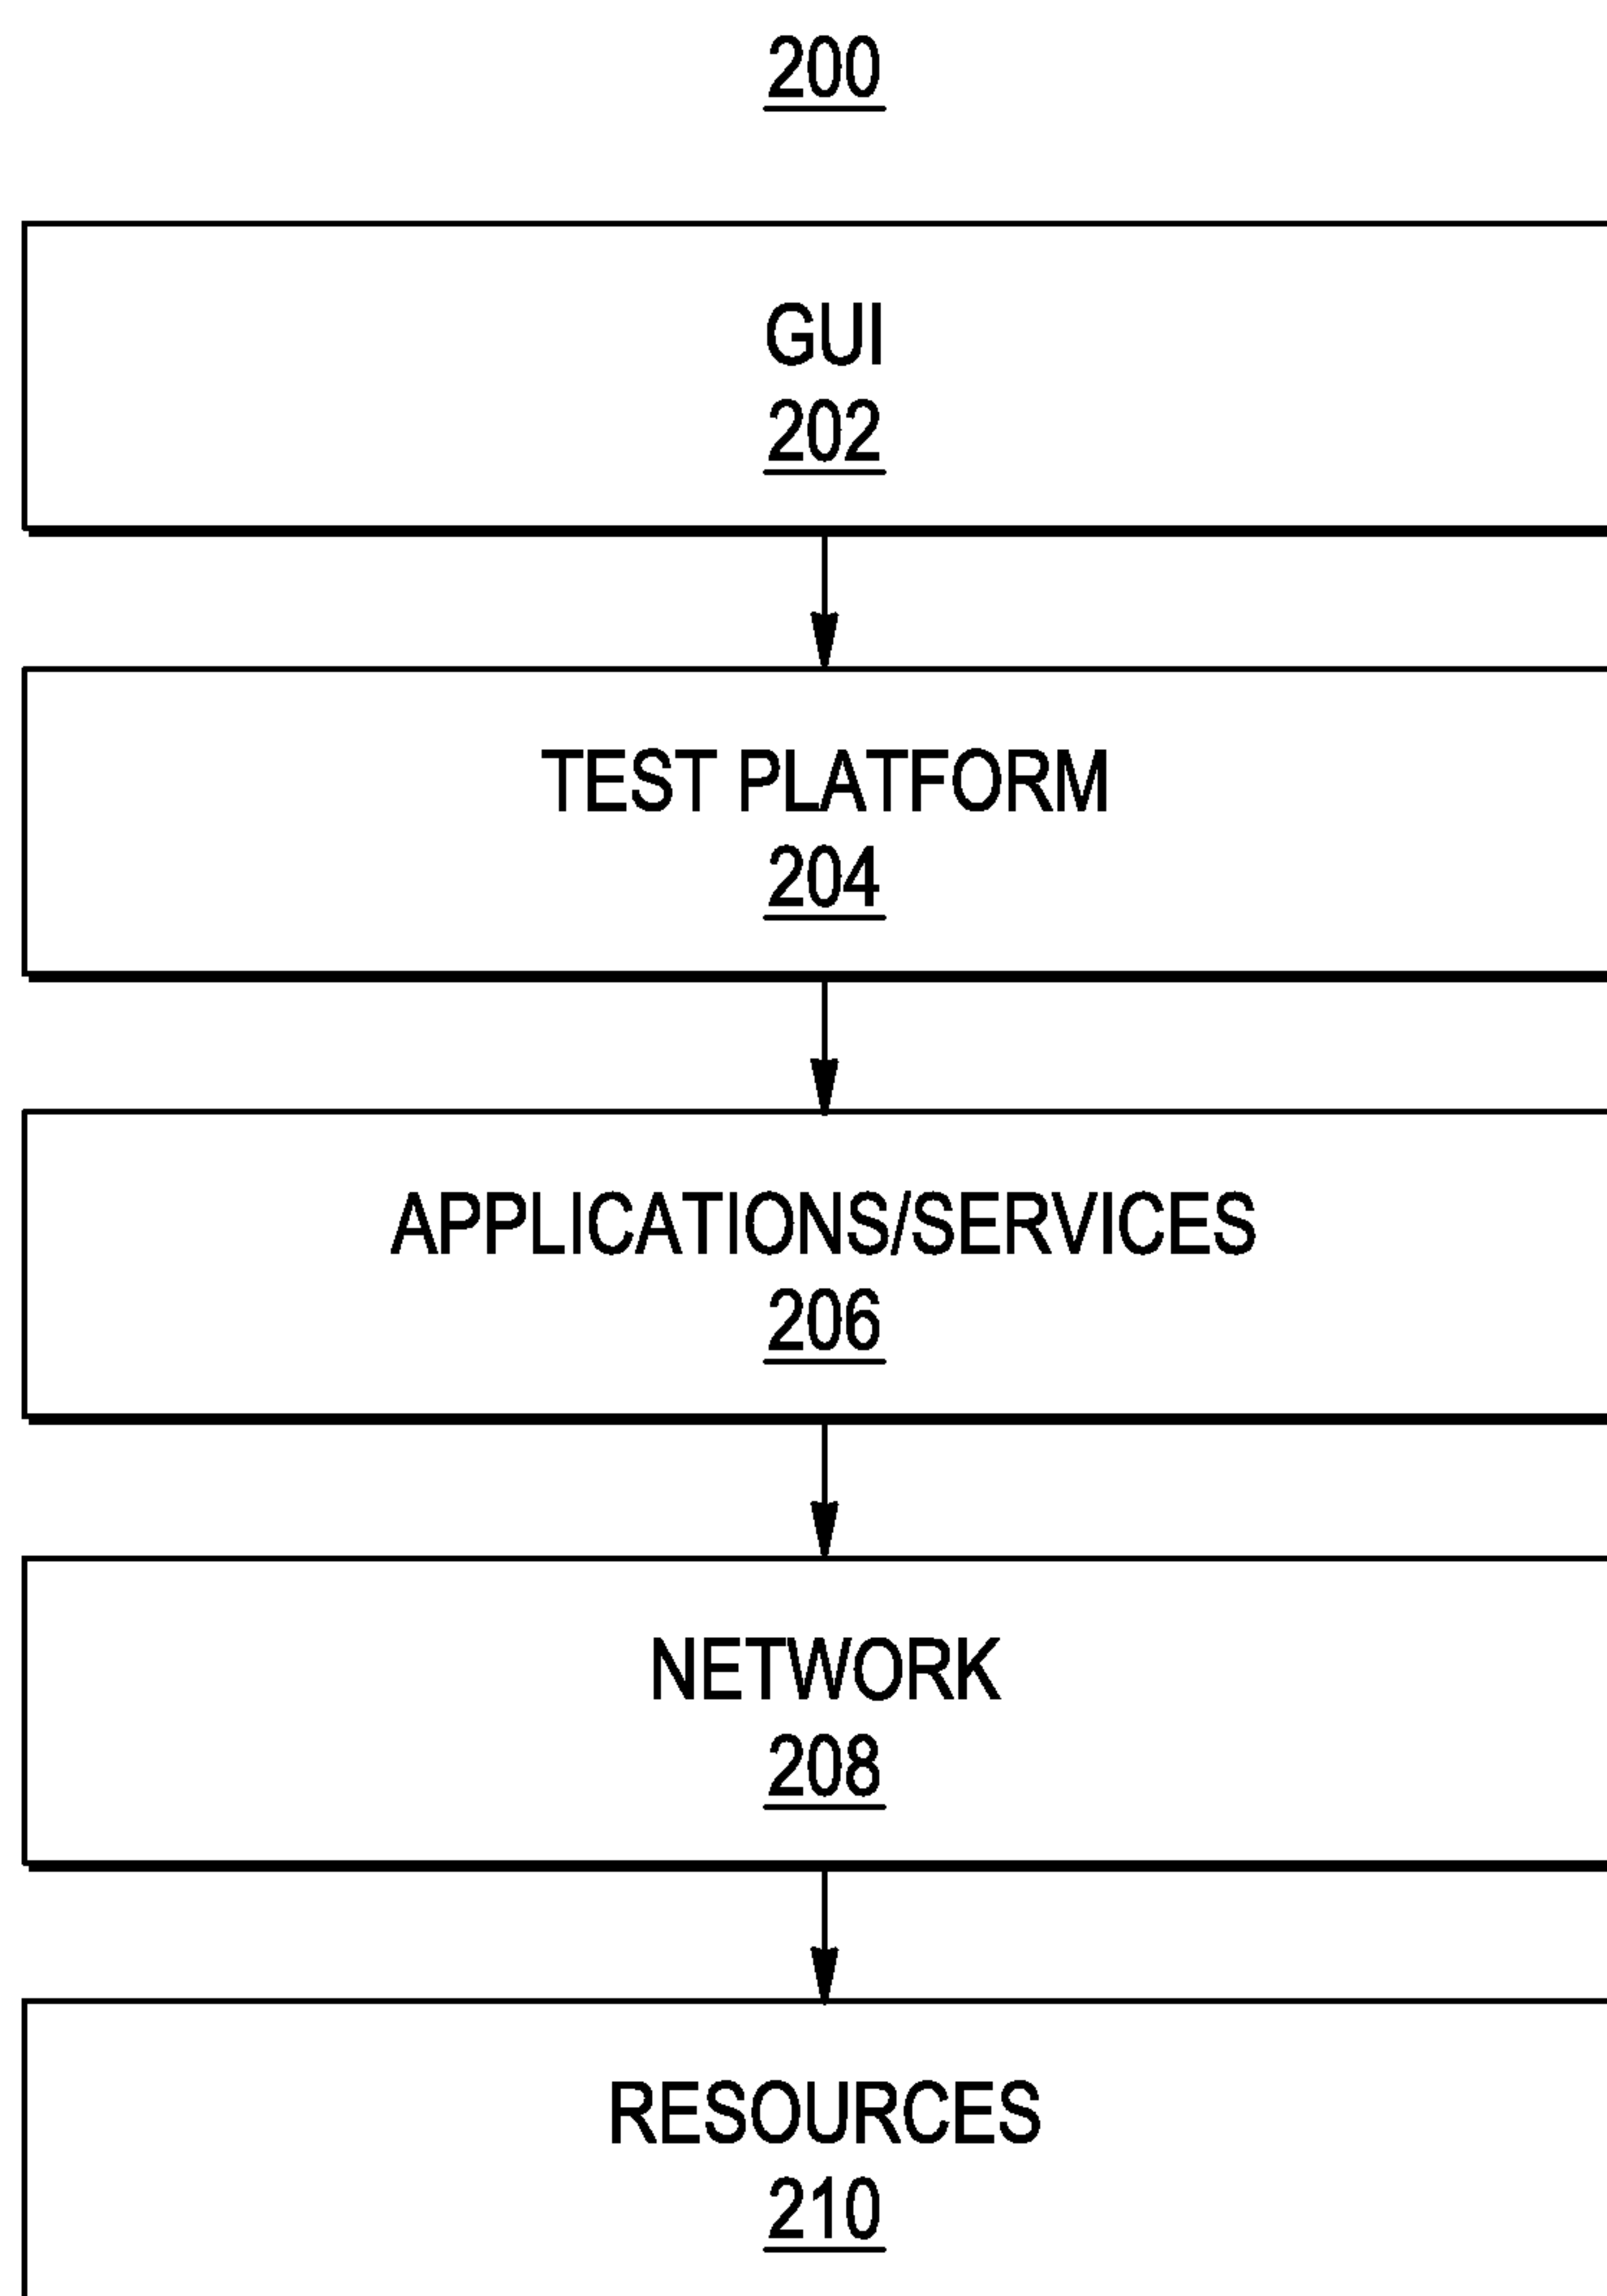 200
GUI
202
TEST PLATFORM
204
APPLICATIONS/SERVICES
206
NETWORK
208
RESOURCES
210